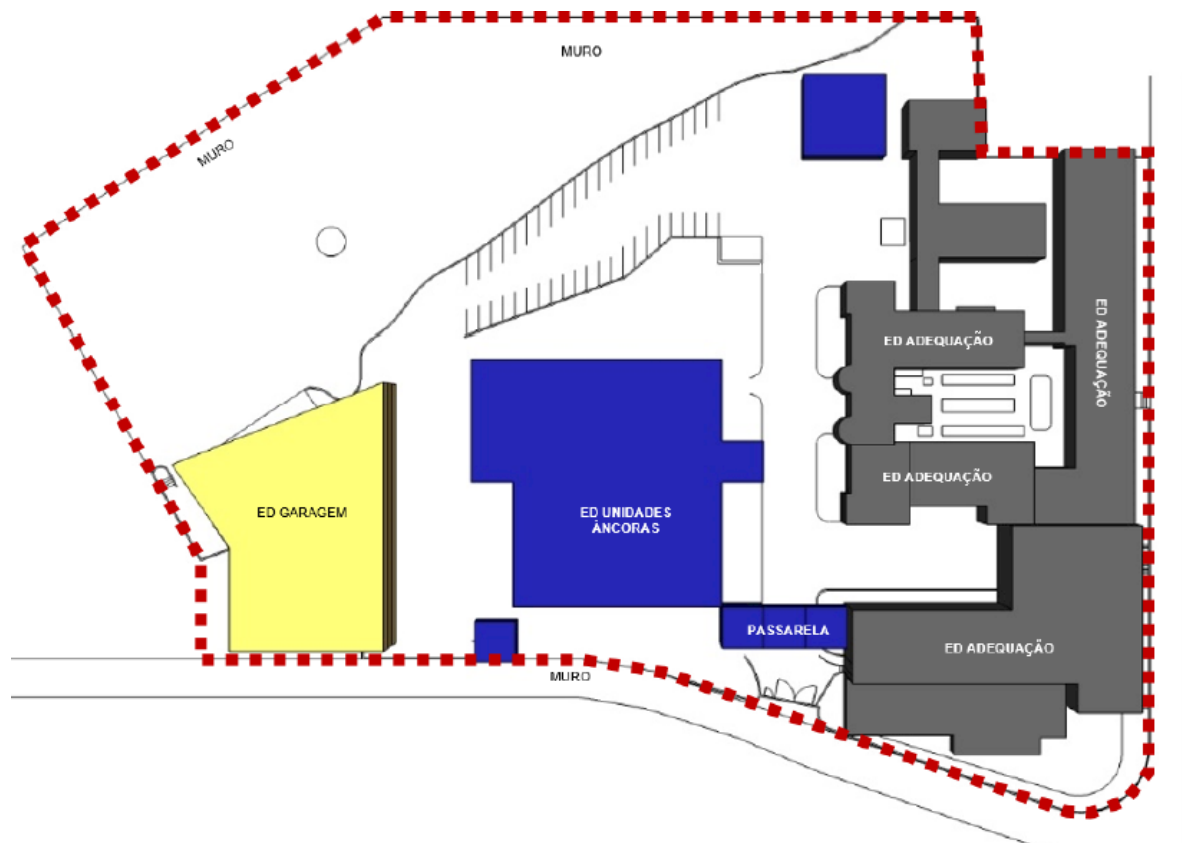 MURO
MURO
ED ADEQUAÇÃO
ED ADEQUAÇÃO
ED ADEQUAÇÃO
ED GARAGEM
ED UNIDADES
ÂNCORAS
PASSARELA
ED ADEQUAÇÃO
MURO